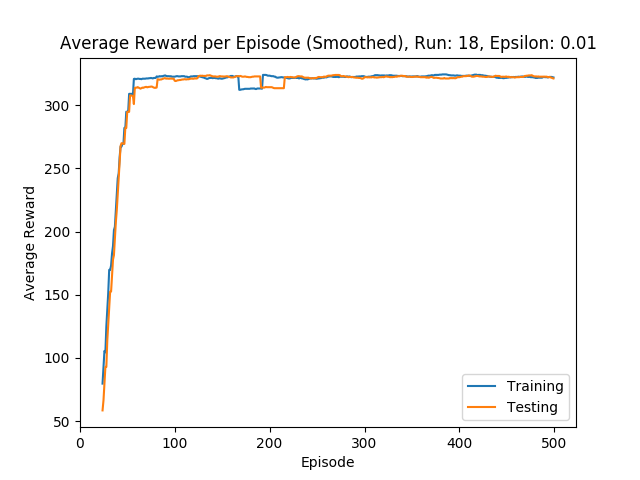 Average Reward per Episode (Smoothed), Run: 18, Epsilon: 0.01
Average Reward
300
250
200
150
100
50
0 100 200 300 400 500
Episode
Training
Testing